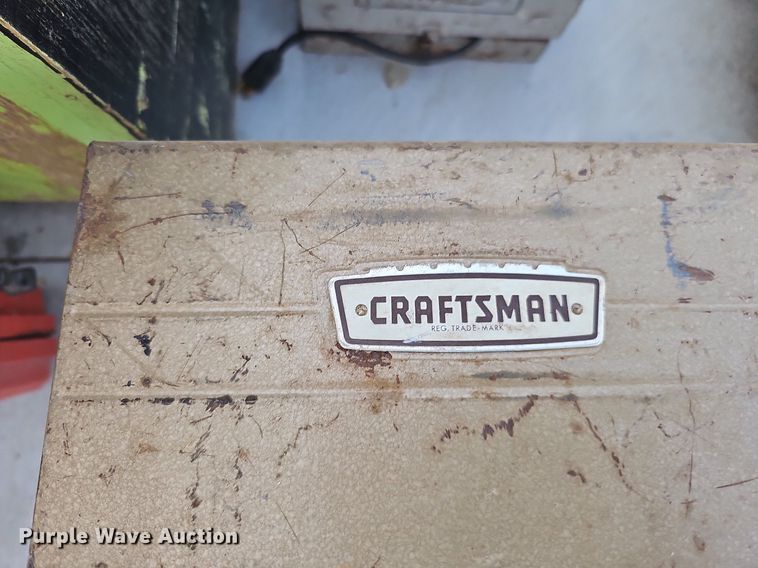 CRAFTSMAN
REG. TRADE-MARK
Purple Wave Auction